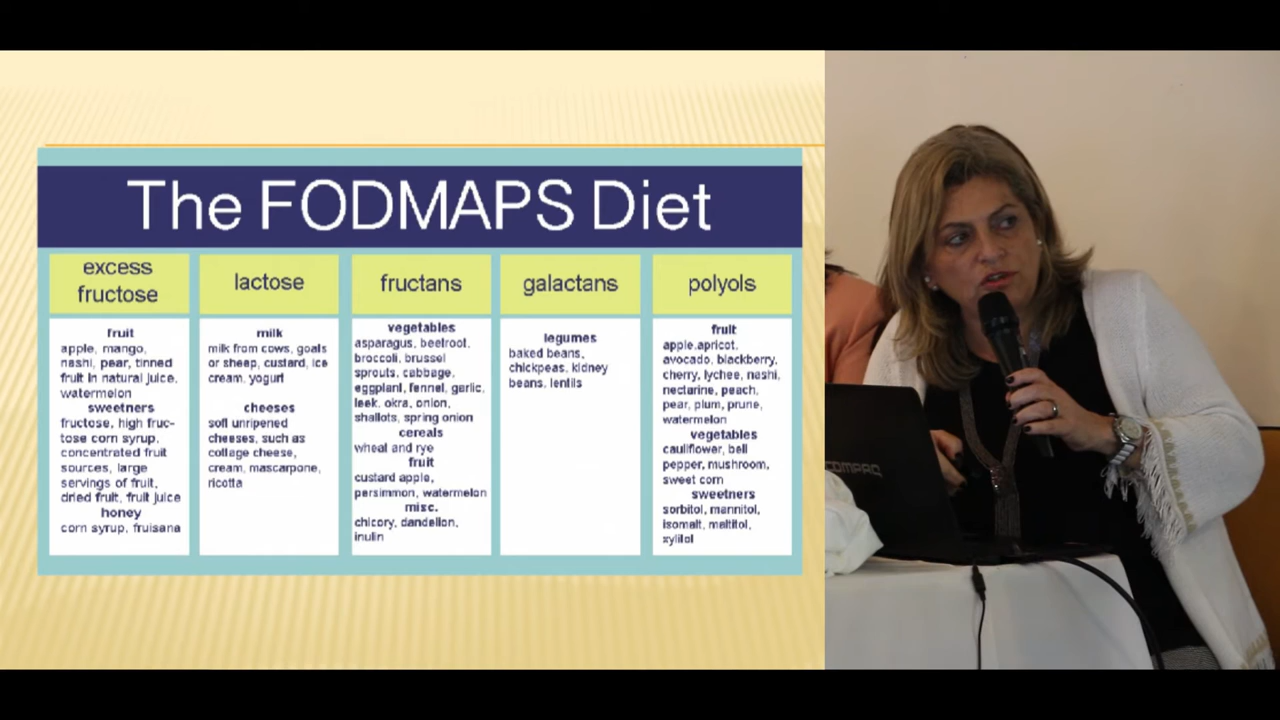 The FODMAPS Diet
excess
fructose
fruit
apple, mango,
nashi, pear, tinned
fruit in natural juice,
watermelon
sweetners
fructose, high fruc-
tose corn syrup,
concentrated fruit
sources, large
servings of fruit,
dried fruit, fruit juice
honey
corn syrup, fruisana
lactose
milk
milk from cows, goats
or sheep, custard, ice
cream, yogurt
cheeses
soft unripened
cheeses, such as
cottage cheese,
cream, mascarpone,
ricotta
fructans
vegetables
asparagus, beetroot,
broccoli, brussel
sprouts, cabbage,
eggplant, fennel, garlic,
leek, okra, onion,
shallots, spring onion
cereals
wheat and rye
fruit
custard apple,
persimmon, watermelon
misc.
chicory, dandelion,
inulin
galactans
legumes
baked beans,
chickpeas, kidney
beans, lentils
polyols
fruit
apple,apricot,
avocado, blackberry,
cherry, lychee, nashi,
nectarine, peach,
pear, plum, prune,
watermelon
vegetables
cauliflower, bell
pepper, mushroom,
sweet corn
sweetners
sorbitol, mannitol,
isomalt, maltitol,
xylitol
COMPAQ